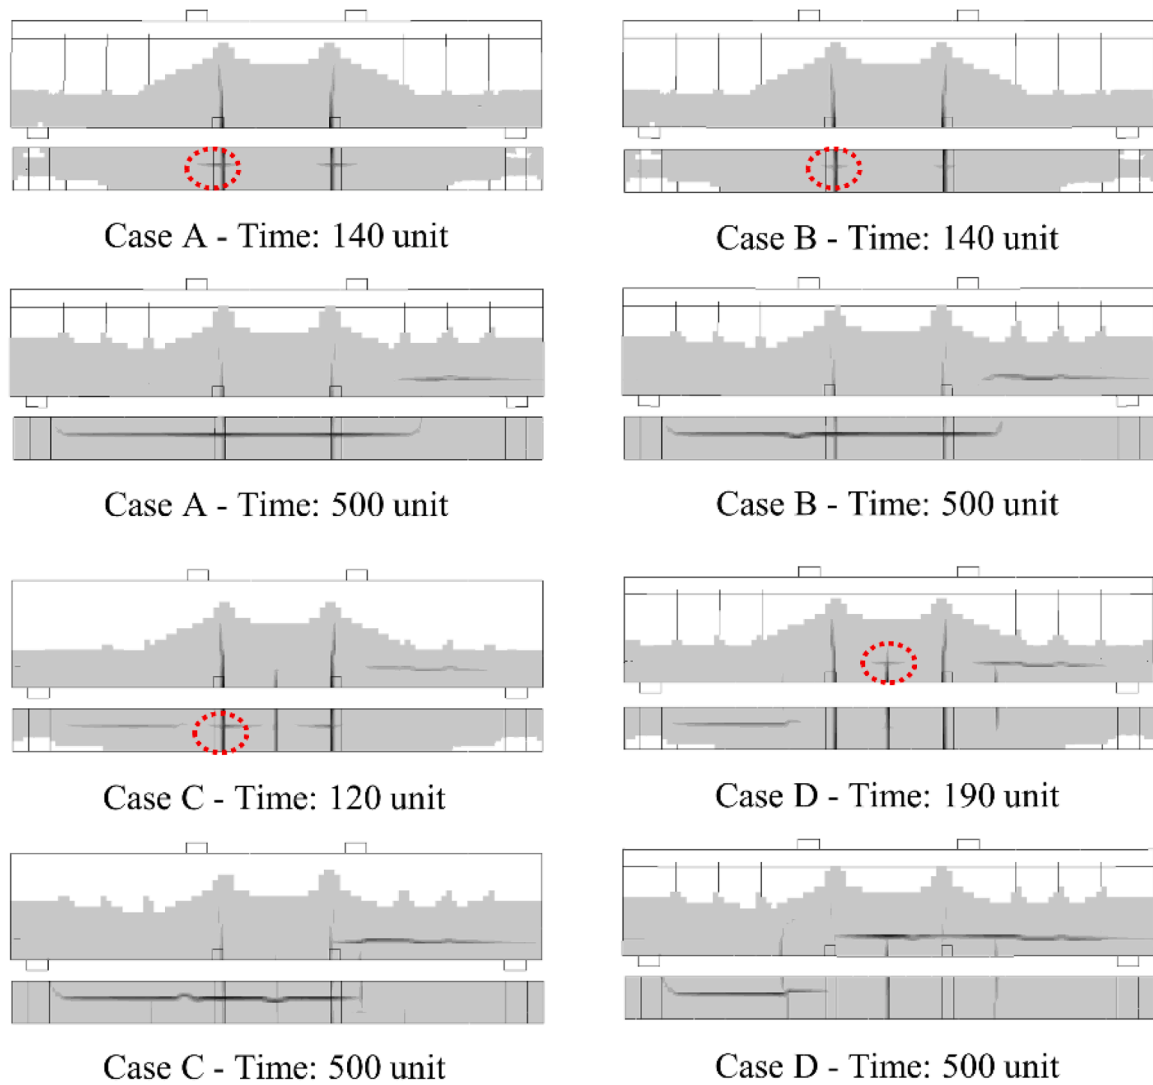 Case A - Time: 140 unit
Case B - Time: 140 unit
Case A - Time: 500 unit
Case B - Time: 500 unit
Case C - Time: 120 unit
Case D - Time: 190 unit
Case C - Time: 500 unit
Case D - Time: 500 unit